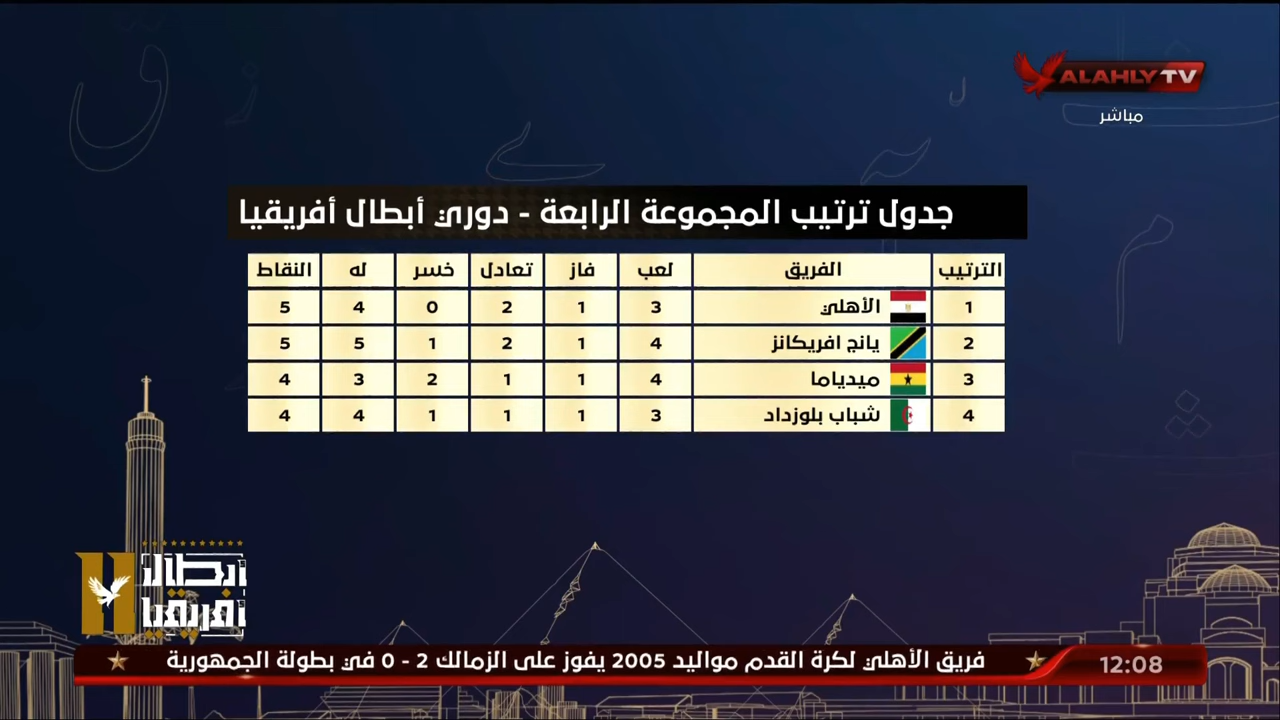 ALAHLY TV
مباشر
جدول ترتيب المجموعة الرابعة - دوري أبطال أفريقيا
الترتيب الفريق لعب فاز تعادل خسر له النقاط
1 الأهلي 3 1 2 0 4 5
2 يانج افريكانز 4 1 2 1 5 5
3 ميدياما 4 1 1 2 3 4
4 شباب بلوزداد 3 1 1 1 4 4
11 أبطال
أفريقيا
12:08 فريق الأهلي لكرة القدم مواليد 2005 يفوز على الزمالك 2 - 0 في بطولة الجمهورية